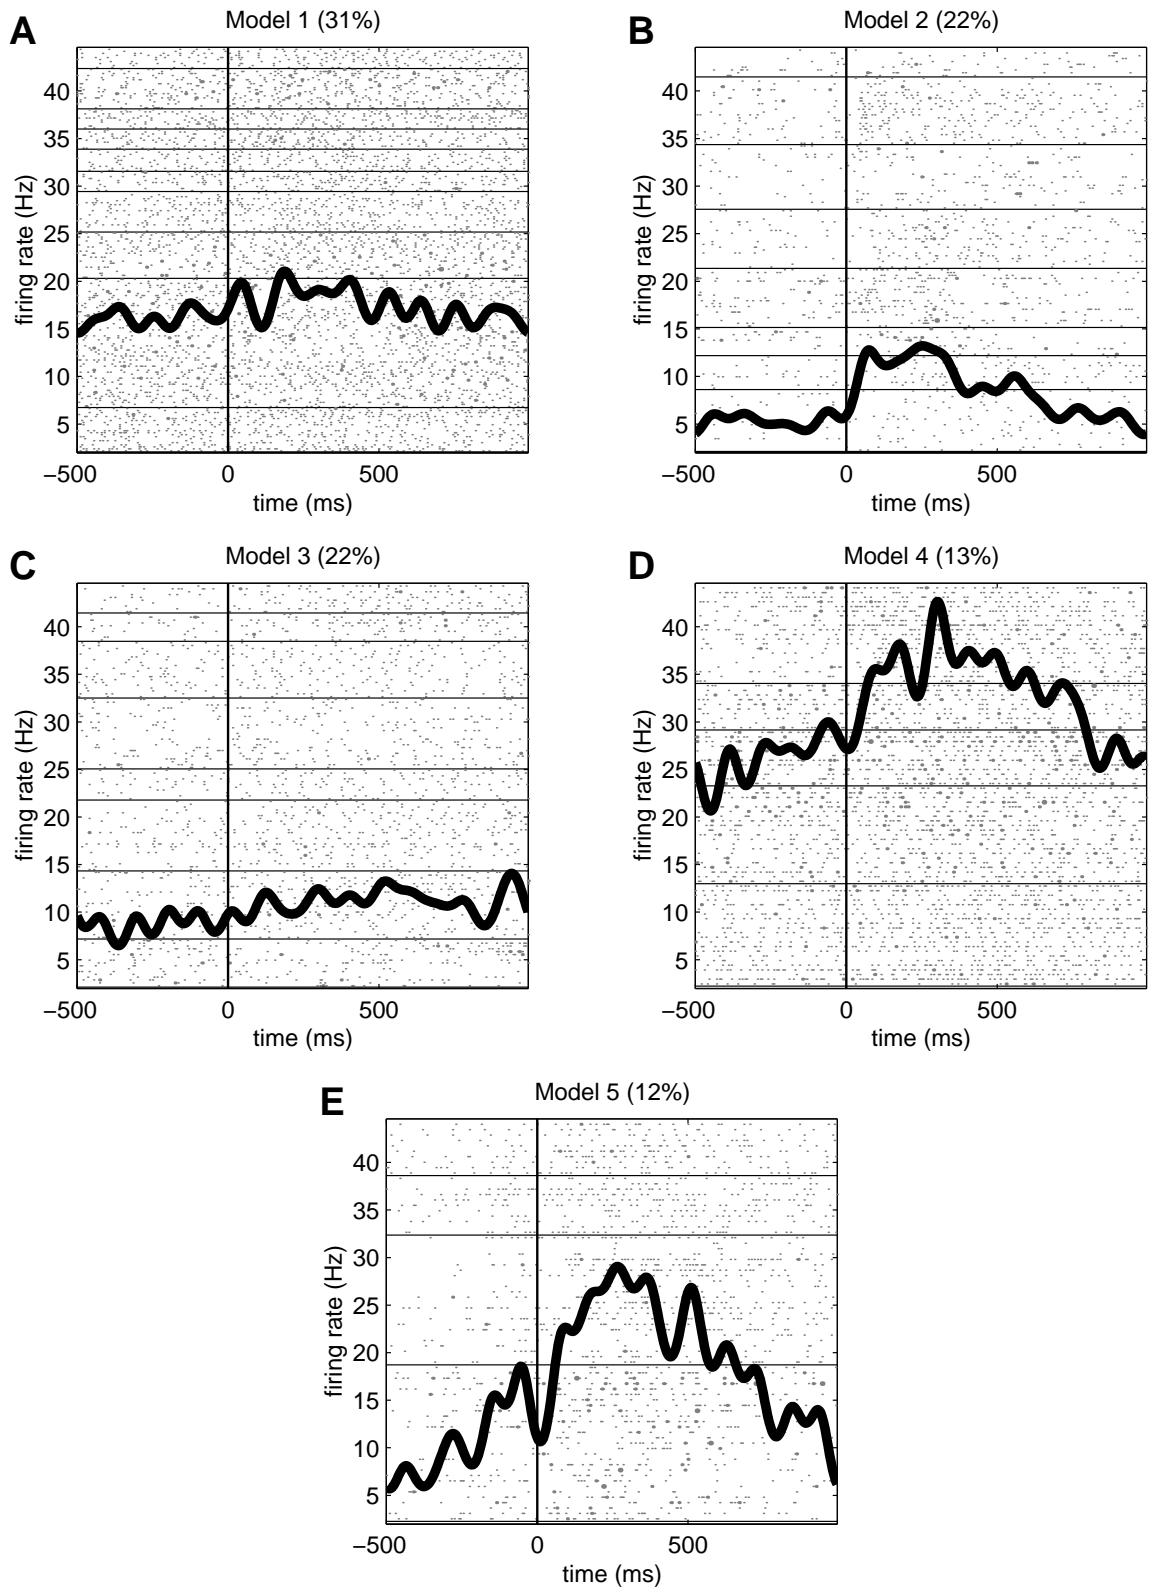 A
Model 1 (31%)
firing rate (Hz)
40
35
30
25
20
15
10
5
−500
0
500
time (ms)
B
Model 2 (22%)
firing rate (Hz)
40
35
30
25
20
15
10
5
−500
0
500
time (ms)
C
Model 3 (22%)
firing rate (Hz)
40
35
30
25
20
15
10
5
−500
0
500
time (ms)
D
Model 4 (13%)
firing rate (Hz)
40
35
30
25
20
15
10
5
−500
0
500
time (ms)
E
Model 5 (12%)
firing rate (Hz)
40
35
30
25
20
15
10
5
−500
0
500
time (ms)